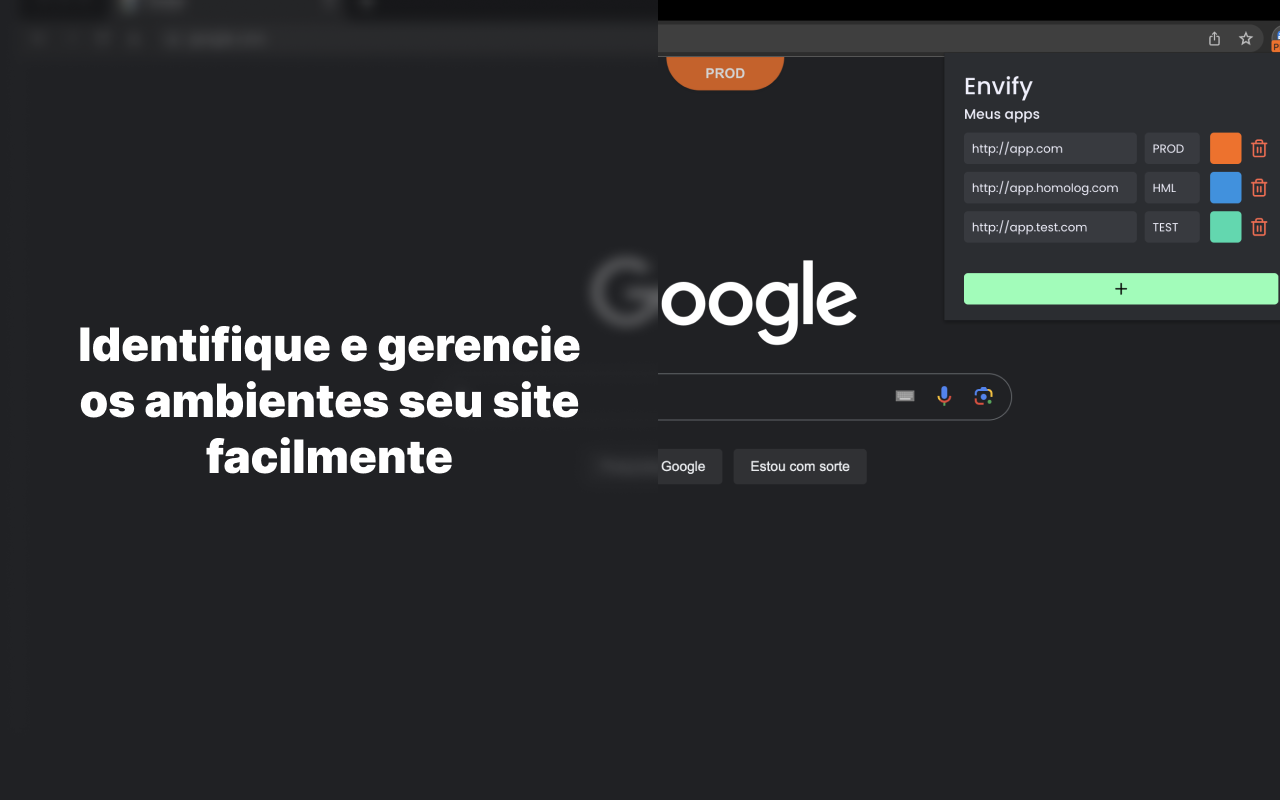 Identifique e gerencie
os ambientes seu site
facilmente
PROD
Envify
Meus apps
http://app.com PROD
http://app.homolog.com HML
http://app.test.com TEST
+
Google
Google Estou com sorte